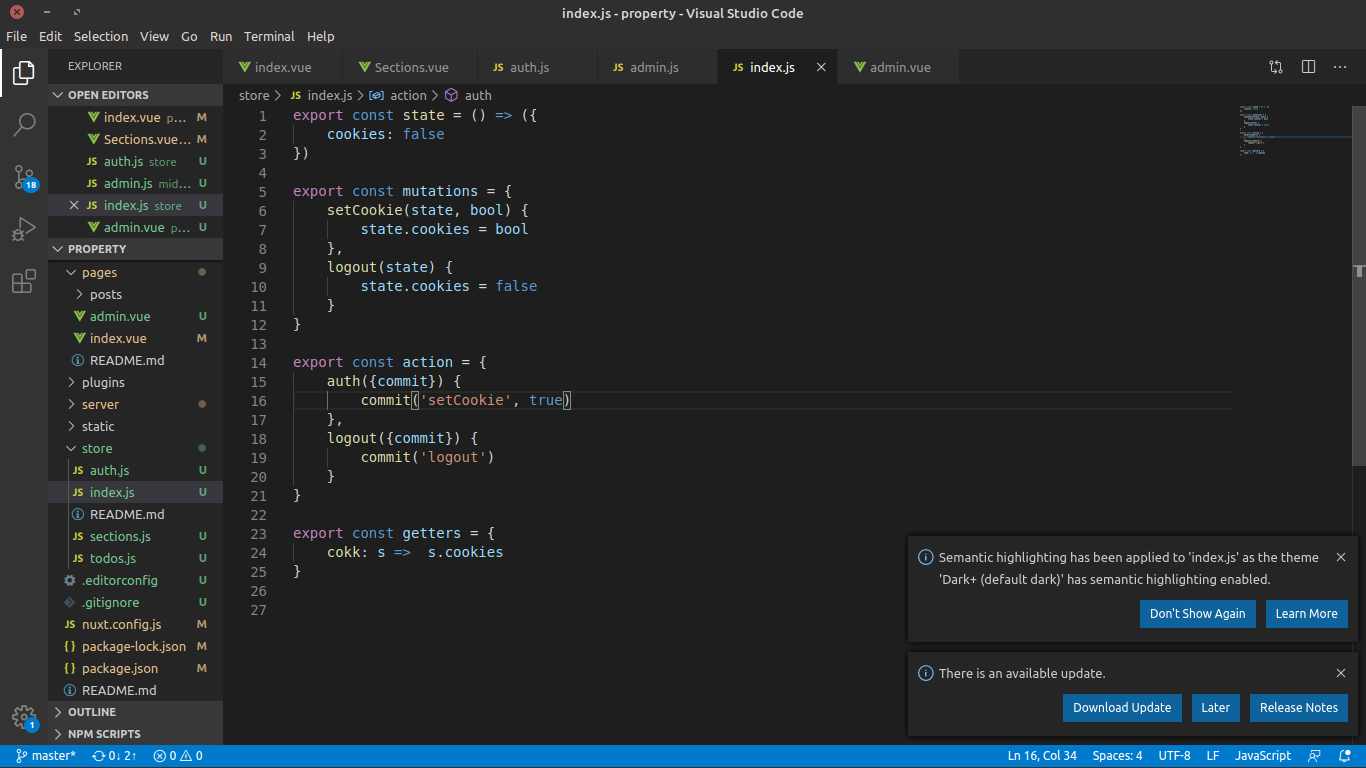 index.js - property - Visual Studio Code
File Edit Selection View Go Run Terminal Help
EXPLORER
OPEN EDITORS
index.vue p... M
Sections.vue... M
auth.js store U
admin.js mid... U
index.js store U
admin.vue p... U
PROPERTY
pages
posts
admin.vue U
index.vue M
README.md
plugins
server
static
store
auth.js U
index.js U
README.md
sections.js U
todos.js U
.editorconfig U
.gitignore U
nuxt.config.js M
package-lock.json M
package.json M
README.md
OUTLINE
NPM SCRIPTS
18
1
index.vue Sections.vue JS auth.js JS admin.js JS index.js admin.vue
store > JS index.js > action > auth
1 export const state = () => ({
2 cookies: false
3 })
4
5 export const mutations = {
6 setCookie(state, bool) {
7 state.cookies = bool
8 },
9 logout(state) {
10 state.cookies = false
11 }
12 }
13
14 export const action = {
15 auth({commit}) {
16 commit('setCookie', true)
17 },
18 logout({commit}) {
19 commit('logout')
20 }
21 }
22
23 export const getters = {
24 cokk: s =>  s.cookies
25 }
26
27
Semantic highlighting has been applied to 'index.js' as the theme
'Dark+ (default dark)' has semantic highlighting enabled.
Don't Show Again Learn More
There is an available update.
Download Update Later Release Notes
master* 0↓ 2↑ 0 0 Ln 16, Col 34 Spaces: 4 UTF-8 LF JavaScript